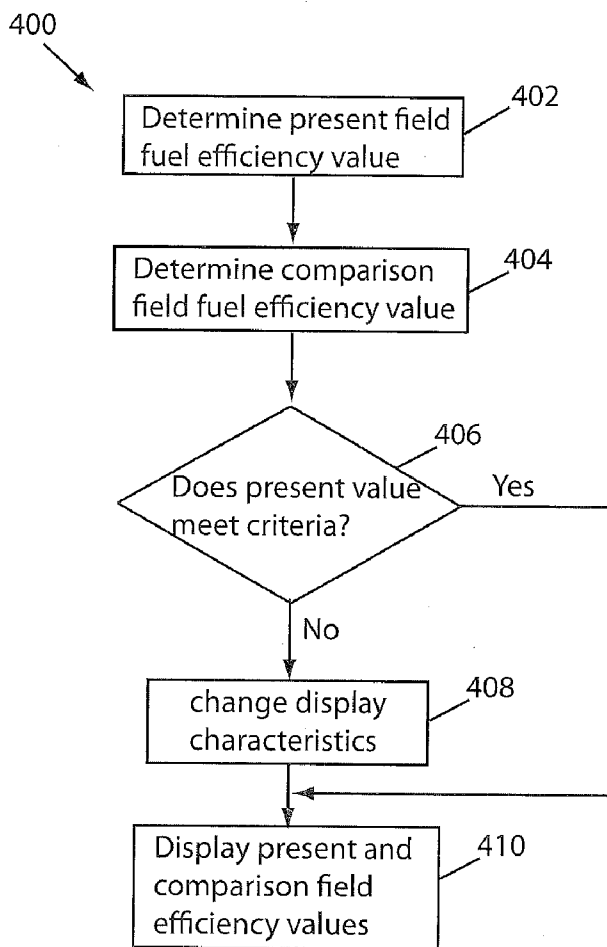 400
402
Determine present field
fuel efficiency value
404
Determine comparison
field fuel efficiency value
406
Does present value
meet criteria?
Yes
No
408
change display
characteristics
410
Display present and
comparison field
efficiency values